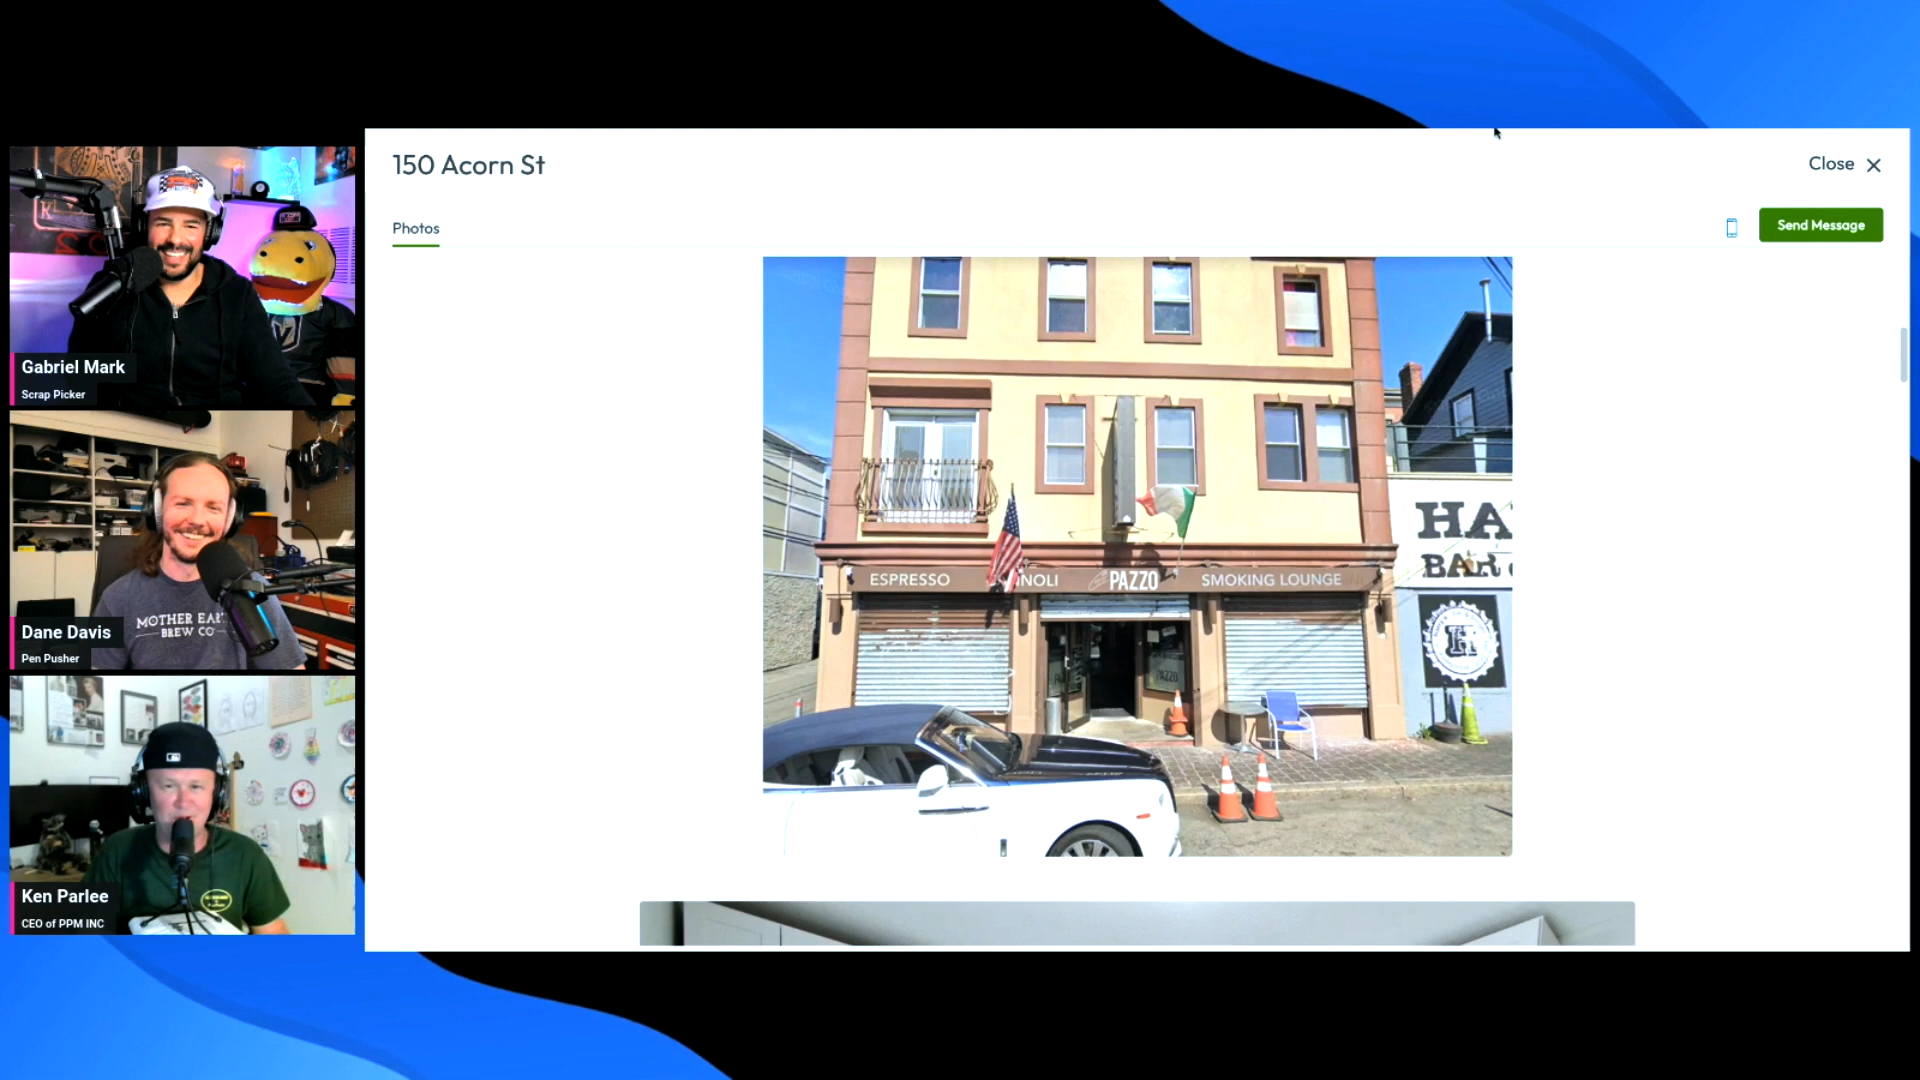 150 Acorn St
Close
Photos
Send Message
Gabriel Mark
Scrap Picker
MOTHER EAR
BREW CO
Dane Davis
Pen Pusher
Ken Parlee
CEO of PPM INC
ESPRESSO
NOLI
PAZZO
SMOKING LOUNGE
PAZZO
HA
BAR
H